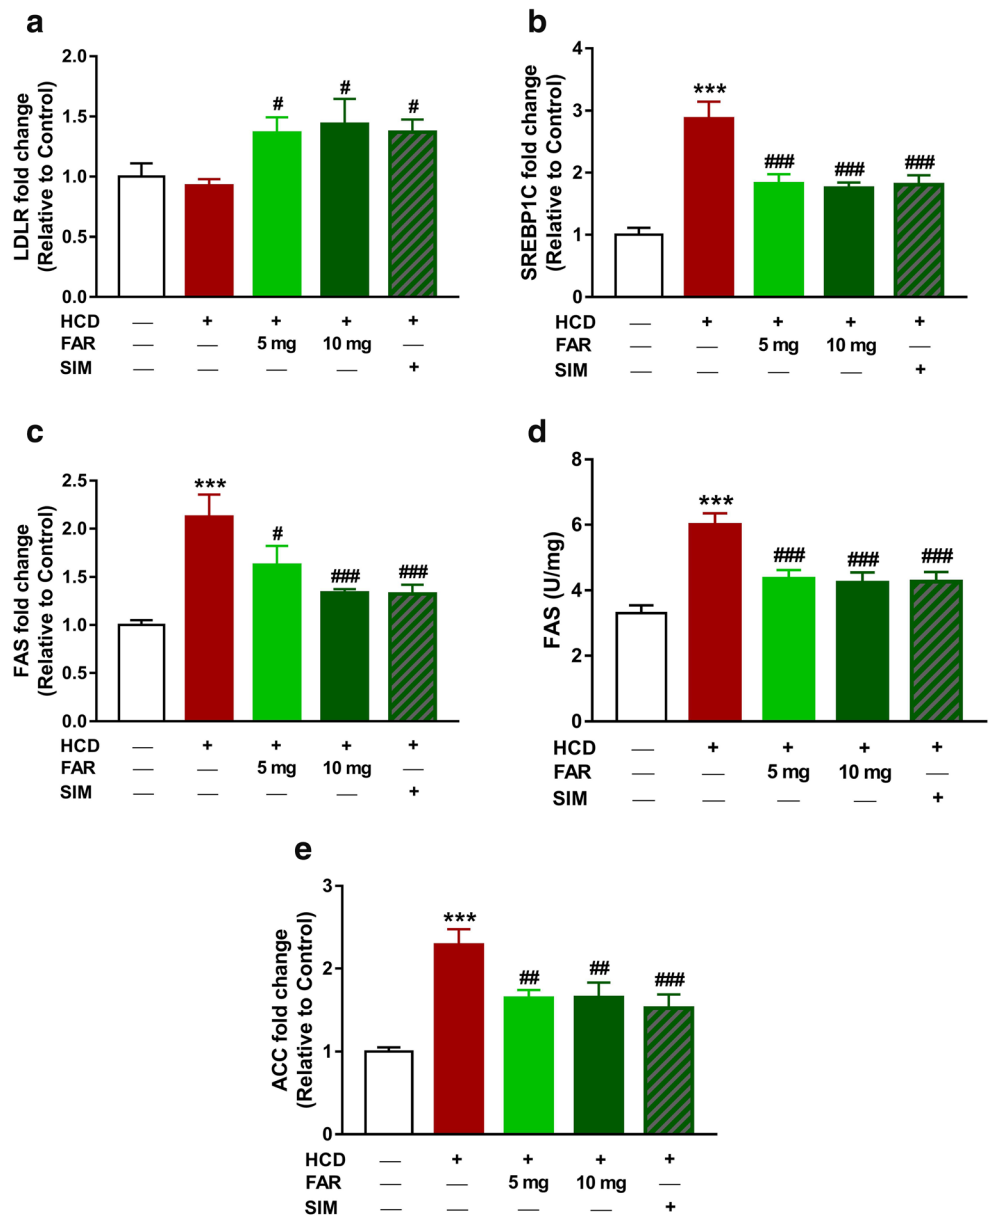 a
LDLR fold change
(Relative to Control)
2.0
1.5
1.0
0.5
0.0
#
#
#
HCD — + + + +
FAR — — 5 mg 10 mg —
SIM — — — — +
b
SREBP1C fold change
(Relative to Control)
4
3
2
1
0
***
###
###
###
HCD — + + + +
FAR — — 5 mg 10 mg —
SIM — — — — +
c
FAS fold change
(Relative to Control)
2.5
2.0
1.5
1.0
0.5
0.0
***
#
###
###
HCD — + + + +
FAR — — 5 mg 10 mg —
SIM — — — — +
d
FAS (U/mg)
8
6
4
2
0
***
###
###
###
HCD — + + + +
FAR — — 5 mg 10 mg —
SIM — — — — +
e
ACC fold change
(Relative to Control)
3
2
1
0
***
##
##
###
HCD — + + + +
FAR — — 5 mg 10 mg —
SIM — — — — +